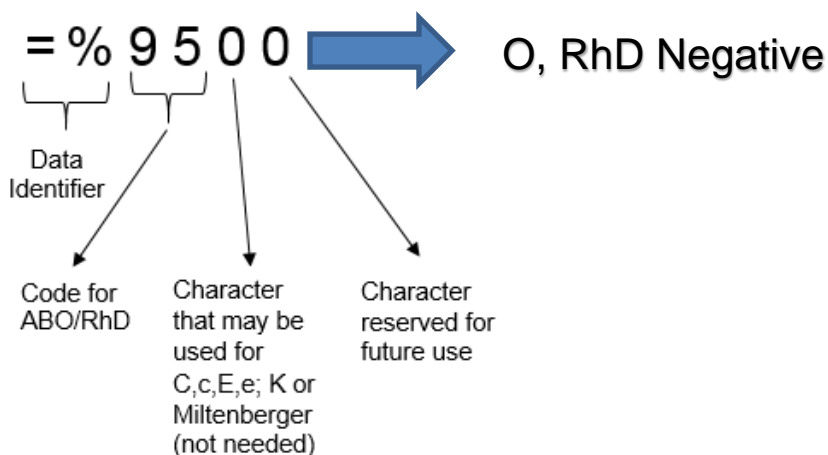 = % 9 5 0 0
O, RhD Negative
Data
Identifier
Code for
ABO/RhD
Character
that may be
used for
C,c,E,e; K or
Miltenberger
(not needed)
Character
reserved for
future use